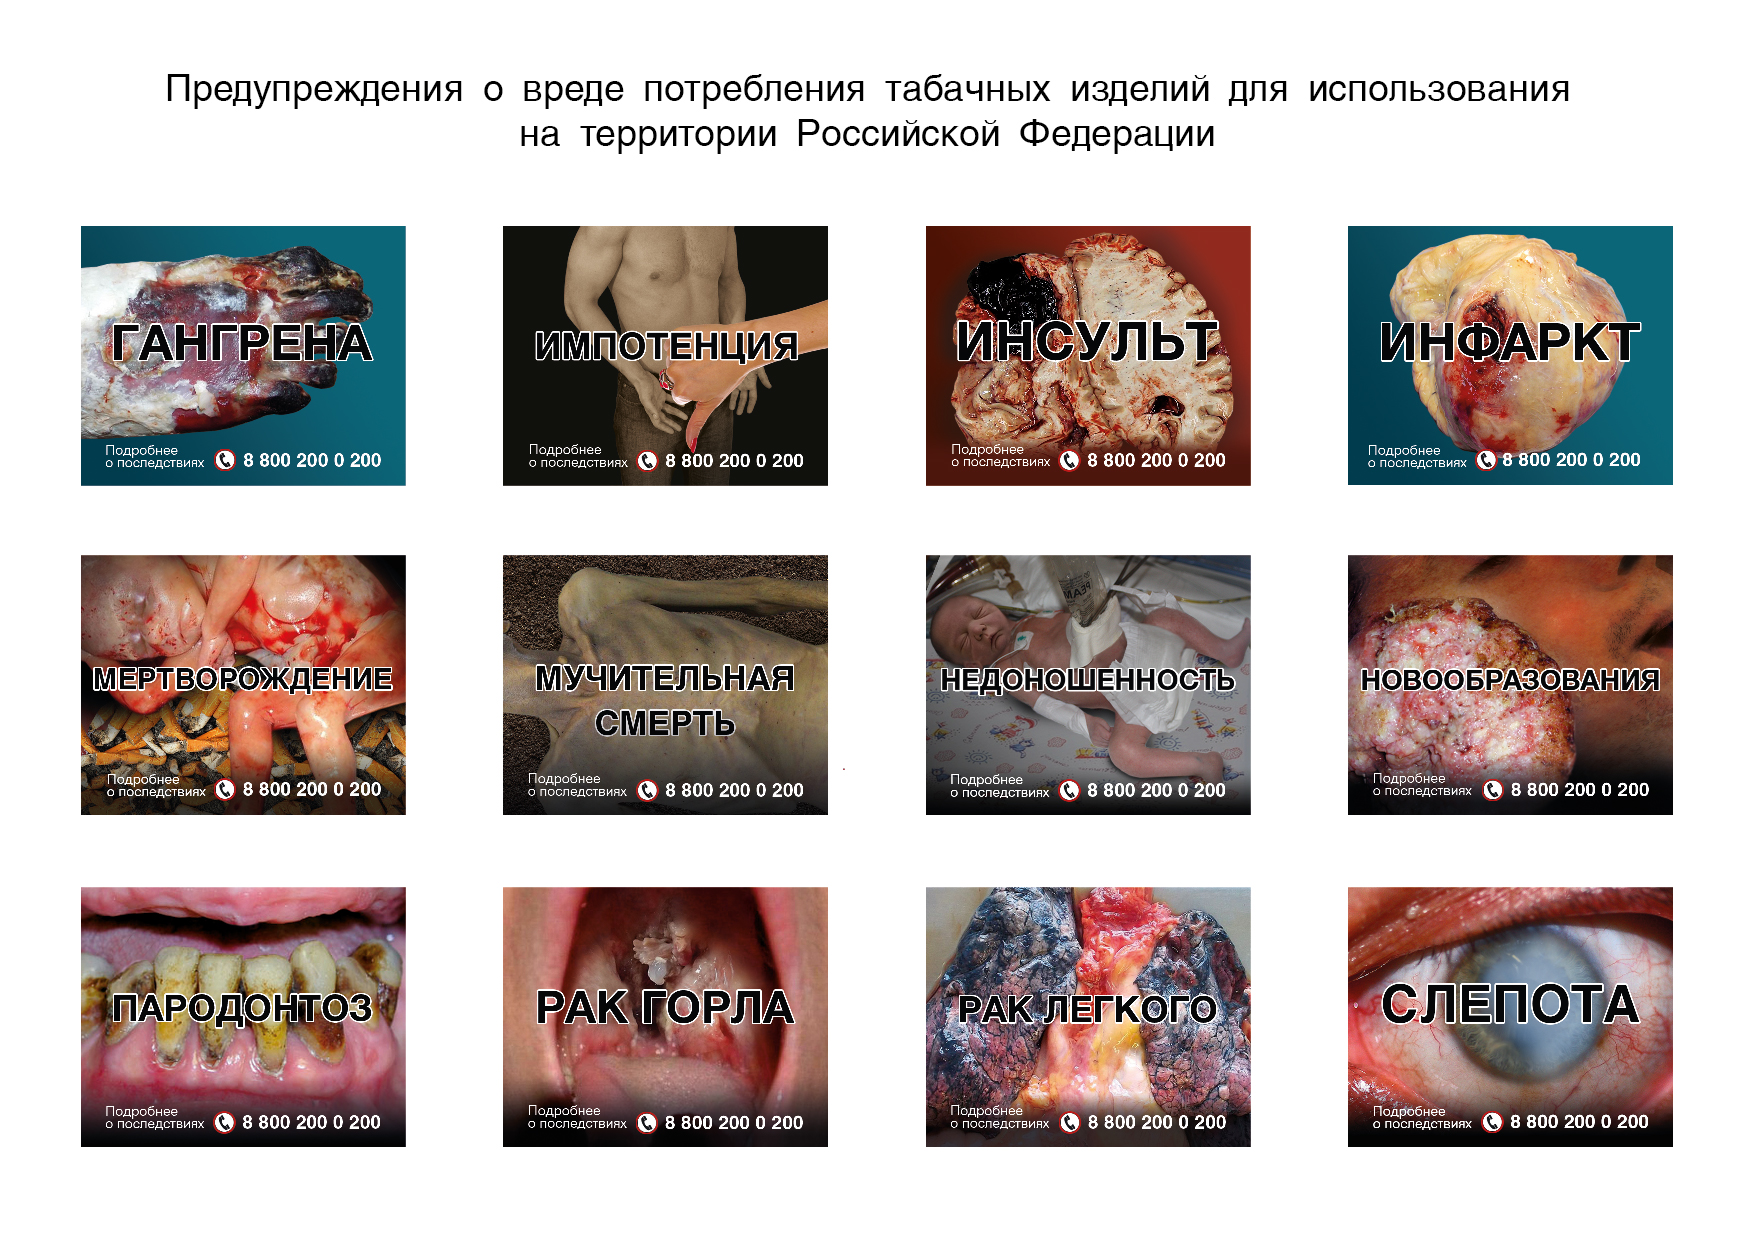 Предупреждения о вреде потребления табачных изделий для использования
на территории Российской Федерации
ГАНГРЕНА
Подробнее
о последствиях 8 800 200 0 200
ИМПОТЕНЦИЯ
Подробнее
о последствиях 8 800 200 0 200
ИНСУЛЬТ
Подробнее
о последствиях 8 800 200 0 200
ИНФАРКТ
Подробнее
о последствиях 8 800 200 0 200
МЕРТВОРОЖДЕНИЕ
Подробнее
о последствиях 8 800 200 0 200
МУЧИТЕЛЬНАЯ
СМЕРТЬ
Подробнее
о последствиях 8 800 200 0 200
НЕДОНОШЕННОСТЬ
Подробнее
о последствиях 8 800 200 0 200
НОВООБРАЗОВАНИЯ
Подробнее
о последствиях 8 800 200 0 200
ПАРОДОНТОЗ
Подробнее
о последствиях 8 800 200 0 200
РАК ГОРЛА
Подробнее
о последствиях 8 800 200 0 200
РАК ЛЕГКОГО
Подробнее
о последствиях 8 800 200 0 200
СЛЕПОТА
Подробнее
о последствиях 8 800 200 0 200